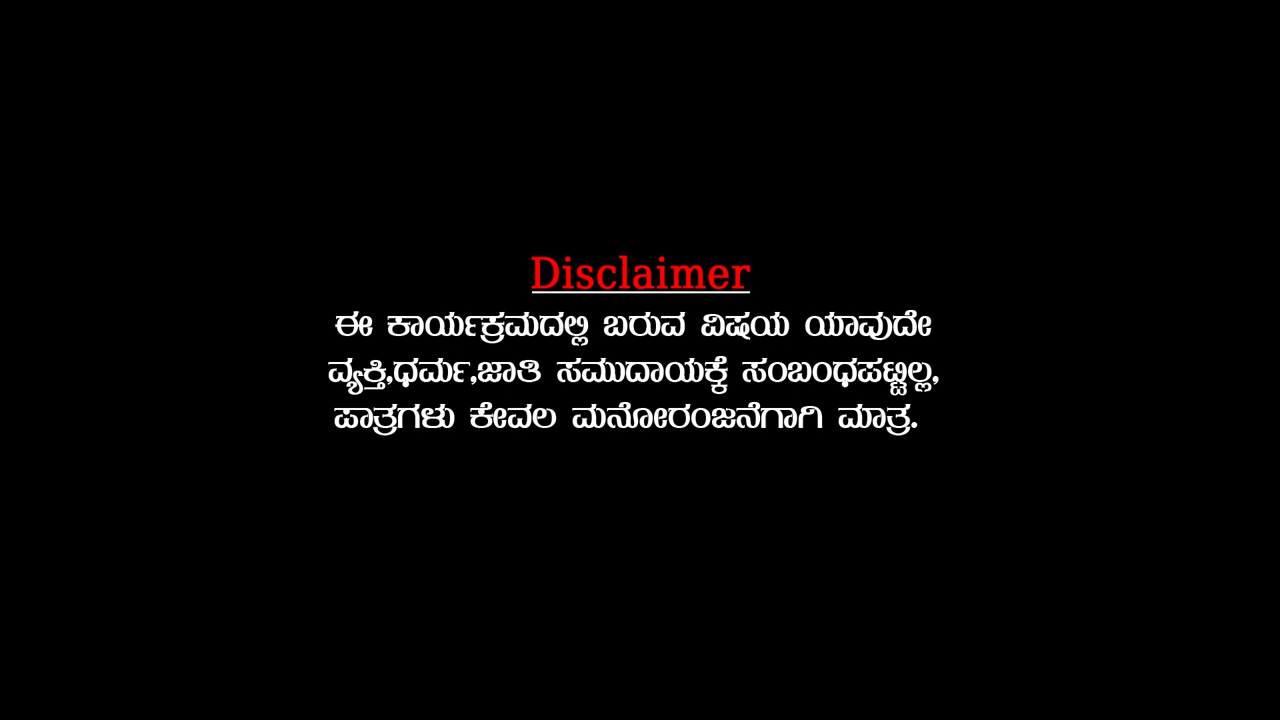 Disclaimer
ಈ ಕಾರ್ಯಕ್ರಮದಲ್ಲಿ ಬರುವ ವಿಷಯ ಯಾವುದೇ
ವ್ಯಕ್ತಿ,ಧರ್ಮ,ಜಾತಿ ಸಮುದಾಯಕ್ಕೆ ಸಂಬಂಧಪಟ್ಟಿಲ್ಲ,
ಪಾತ್ರಗಳು ಕೇವಲ ಮನೋರಂಜನೆಗಾಗಿ ಮಾತ್ರ.